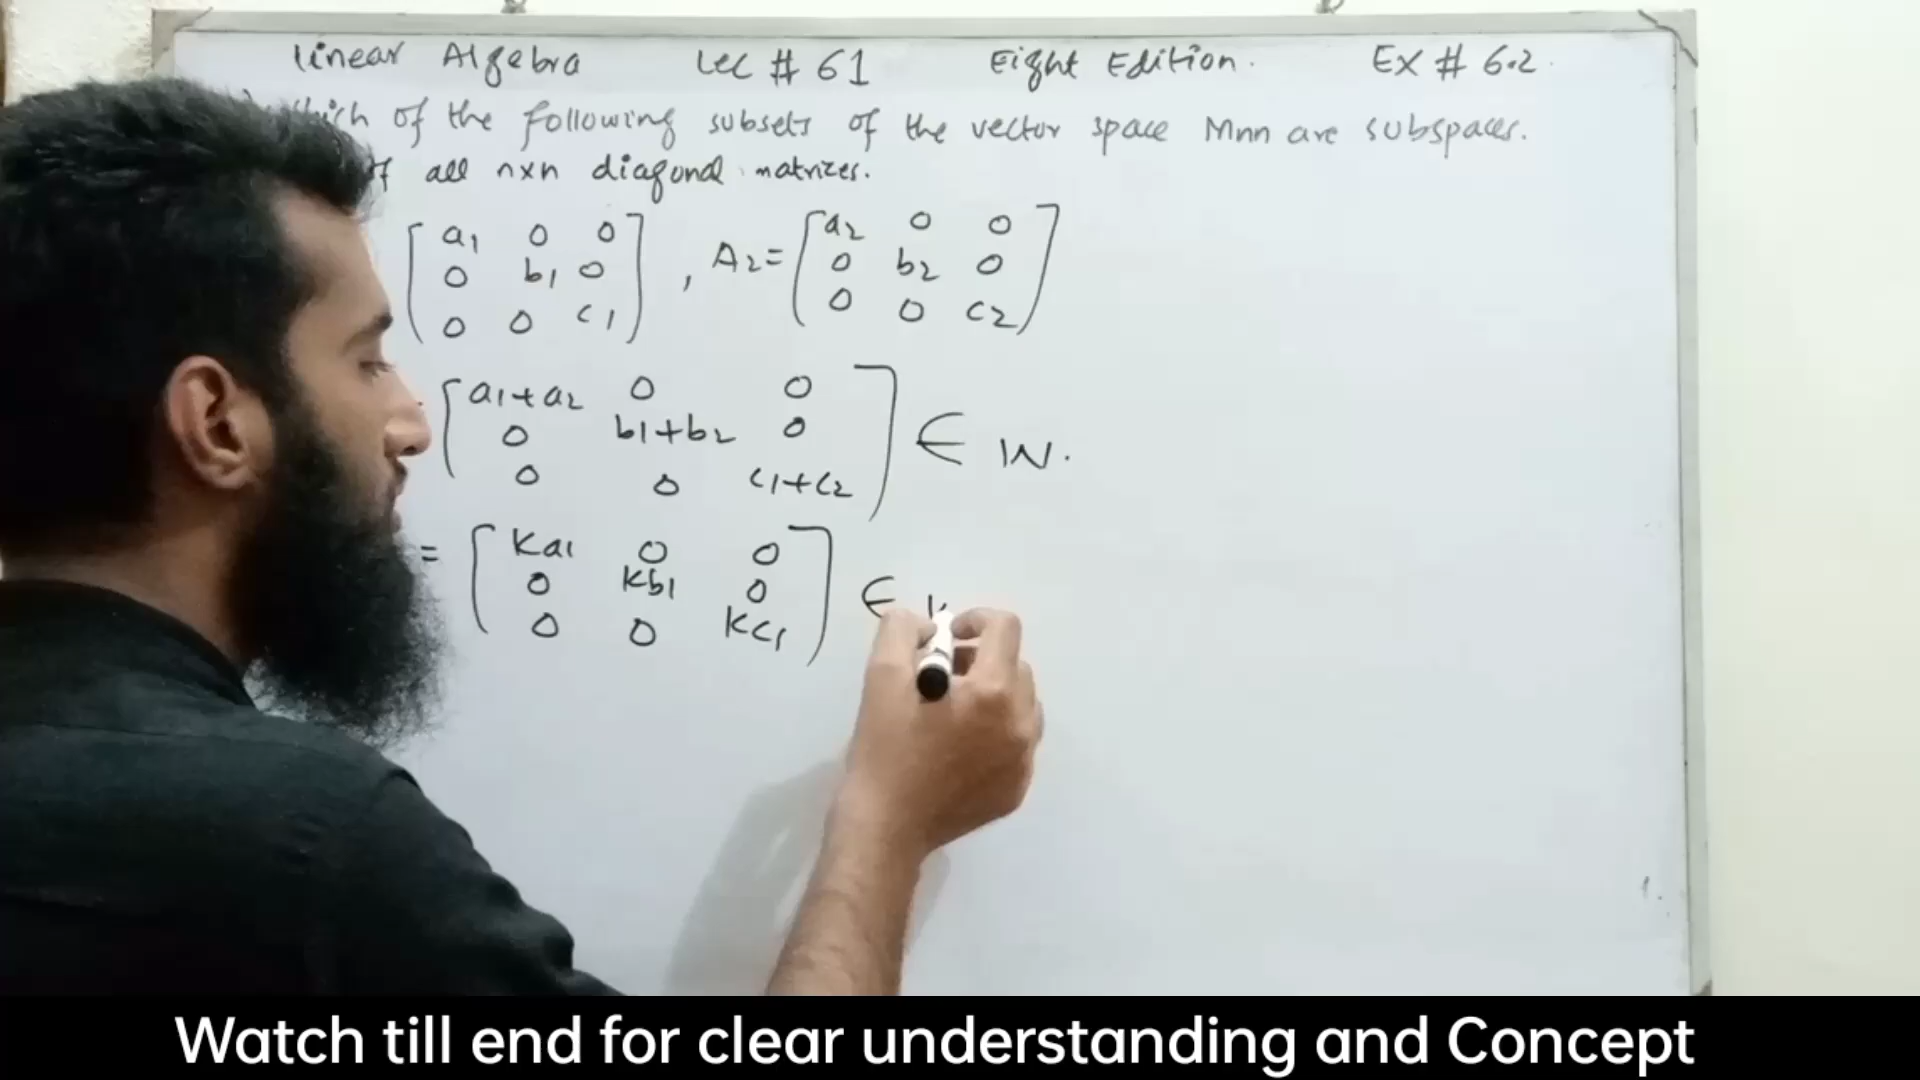 Linear Algebra Lec # 61 Eight Edition. Ex # 6.2
of the following subsets of the vector space Mnn are subspaces.
all nxn diagonal matrizes.
[a1 0 0 0 b1 0 0 0 c1] , A2= [a2 0 0 0 b2 0 0 0 c2]
[a1+a2 0 0 0 b1+b2 0 0 0 c1+c2] ∈ W.
= [Ka1 0 0 0 Kb1 0 0 0 Kc1] ∈
Watch till end for clear understanding and Concept